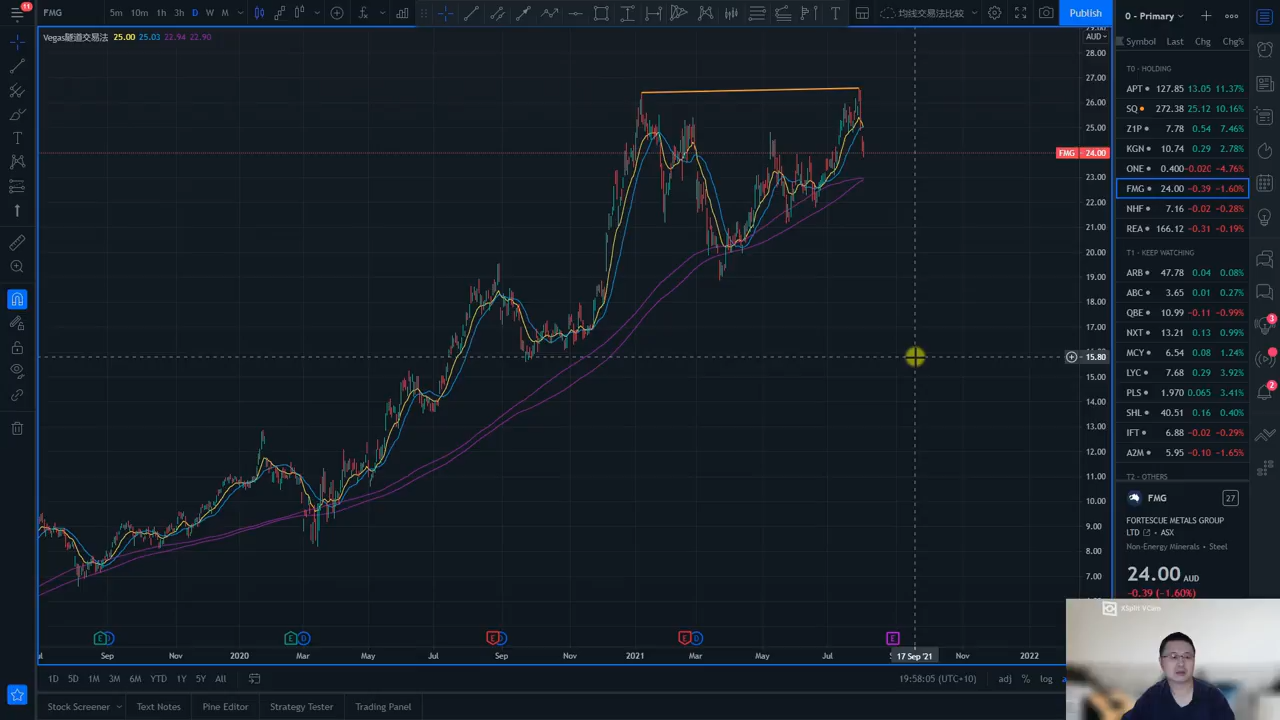 11
FMG
5m 10m 1h 3h D W M
均线交易法比较
Publish
0 - Primary
Vegas隧道交易法 25.00 25.03 22.94 22.90
AUD
28.00
27.00
26.00
25.00
FMG 24.00
23.00
22.00
21.00
20.00
19.00
18.00
17.00
15.80
15.00
14.00
13.00
12.00
11.00
10.00
9.00
8.00
7.00
Symbol Last Chg Chg%
T0 - HOLDING
APT 127.85 13.05 11.37%
SQ 272.38 25.12 10.16%
Z1P 7.78 0.54 7.46%
KGN 10.74 0.29 2.78%
ONE 0.400 -0.020 -4.76%
FMG 24.00 -0.39 -1.60%
NHF 7.16 -0.02 -0.28%
REA 166.12 -0.31 -0.19%
T1 - KEEP WATCHING
ARB 47.78 0.04 0.08%
ABC 3.65 0.01 0.27%
QBE 10.99 -0.11 -0.99%
NXT 13.21 0.13 0.99%
MCY 6.54 0.08 1.24%
LYC 7.68 0.29 3.92%
PLS 1.970 0.065 3.41%
SHL 40.51 0.16 0.40%
IFT 6.88 -0.02 -0.29%
A2M 5.95 -0.10 -1.65%
T2 - OTHERS
3
2
FMG 27
FORTESCUE METALS GROUP
LTD • ASX
Non-Energy Minerals • Steel
24.00 AUD
-0.39 (-1.60%)
XSplit VCam
E D E D E D E D E
Sep Nov 2020 Mar May Jul Sep Nov 2021 Mar May Jul 17 Sep '21 Nov 2022
1D 5D 1M 3M 6M YTD 1Y 5Y All
19:58:05 (UTC+10) adj % log
Stock Screener Text Notes Pine Editor Strategy Tester Trading Panel